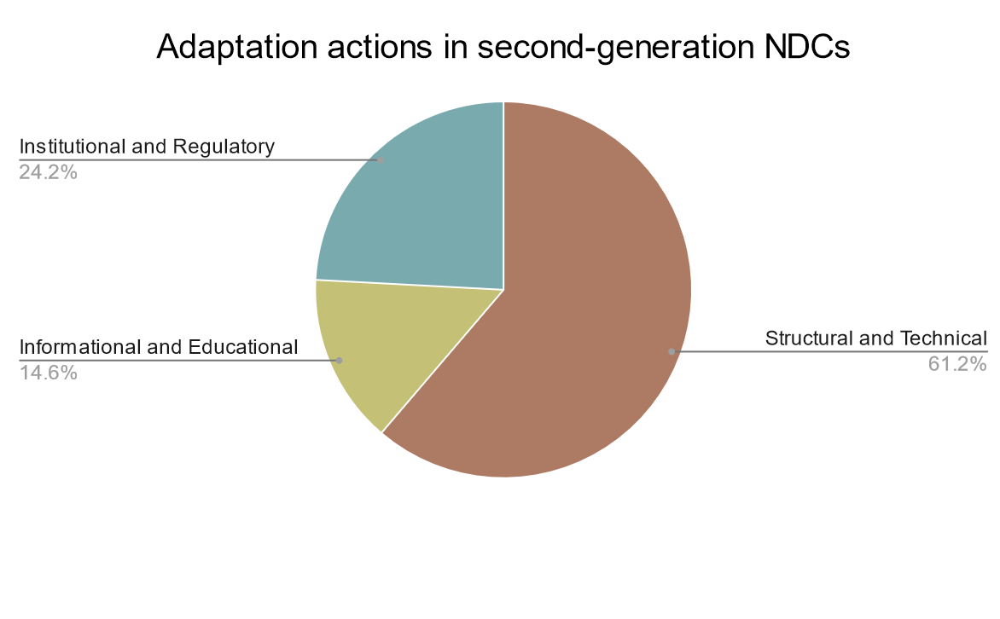 Adaptation actions in second-generation NDCs
Institutional and Regulatory
24.2%
Informational and Educational
14.6%
Structural and Technical
61.2%